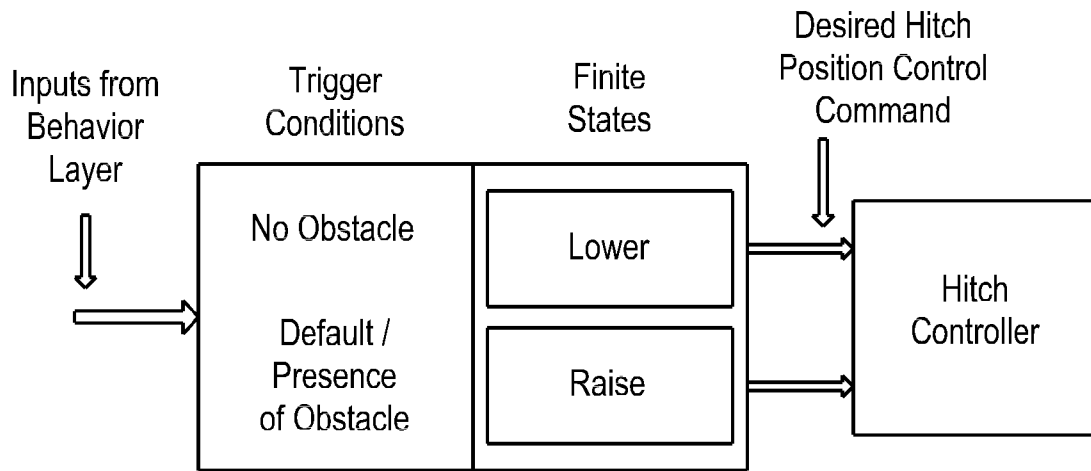 Inputs from
Behavior
Layer
Trigger
Conditions
Finite
States
Desired Hitch
Position Control
Command
No Obstacle
Default /
Presence
of Obstacle
Lower
Raise
Hitch
Controller